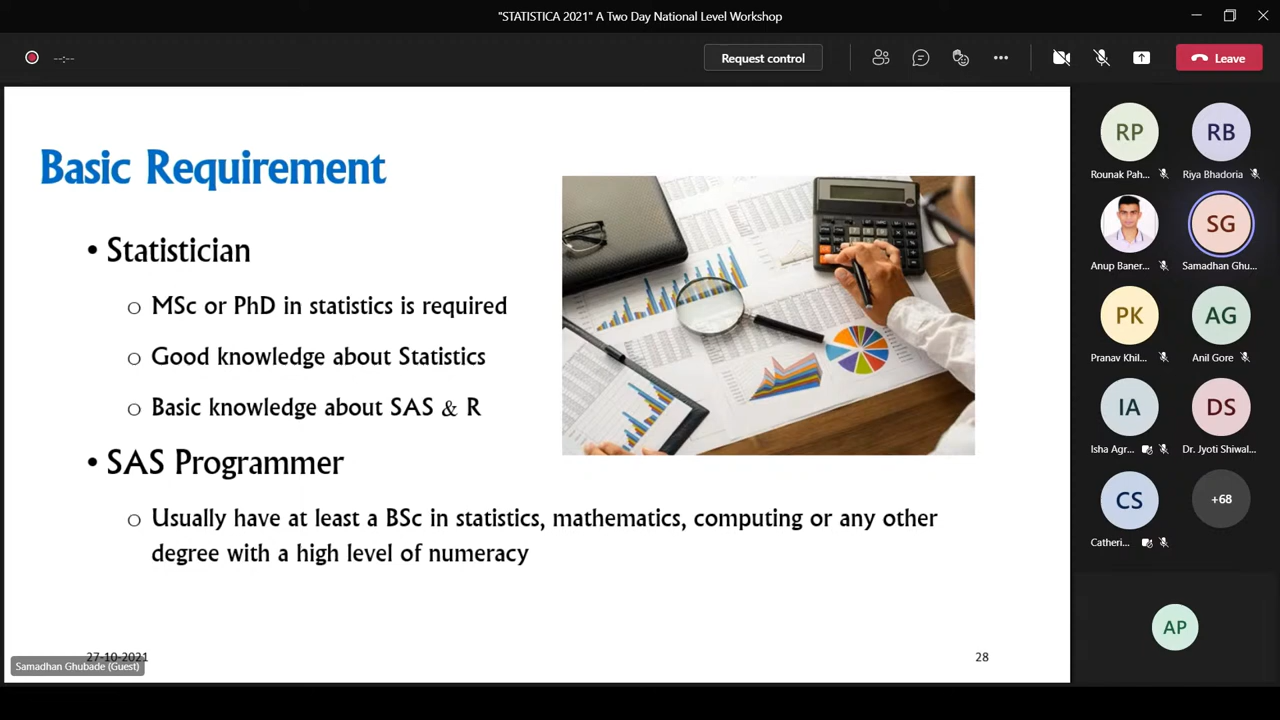 "STATISTICA 2021" A Two Day National Level Workshop
--:--
Request control
Leave
Basic Requirement
• Statistician
o MSc or PhD in statistics is required
o Good knowledge about Statistics
o Basic knowledge about SAS & R
• SAS Programmer
o Usually have at least a BSc in statistics, mathematics, computing or any other
degree with a high level of numeracy
27-10-2021
28
Samadhan Ghubade (Guest)
RP
Rounak Pah...
RB
Riya Bhadoria
Anup Baner...
SG
Samadhan Ghu...
PK
Pranav Khil...
AG
Anil Gore
IA
Isha Agr...
DS
Dr. Jyoti Shiwal...
CS
Catheri...
+68
AP